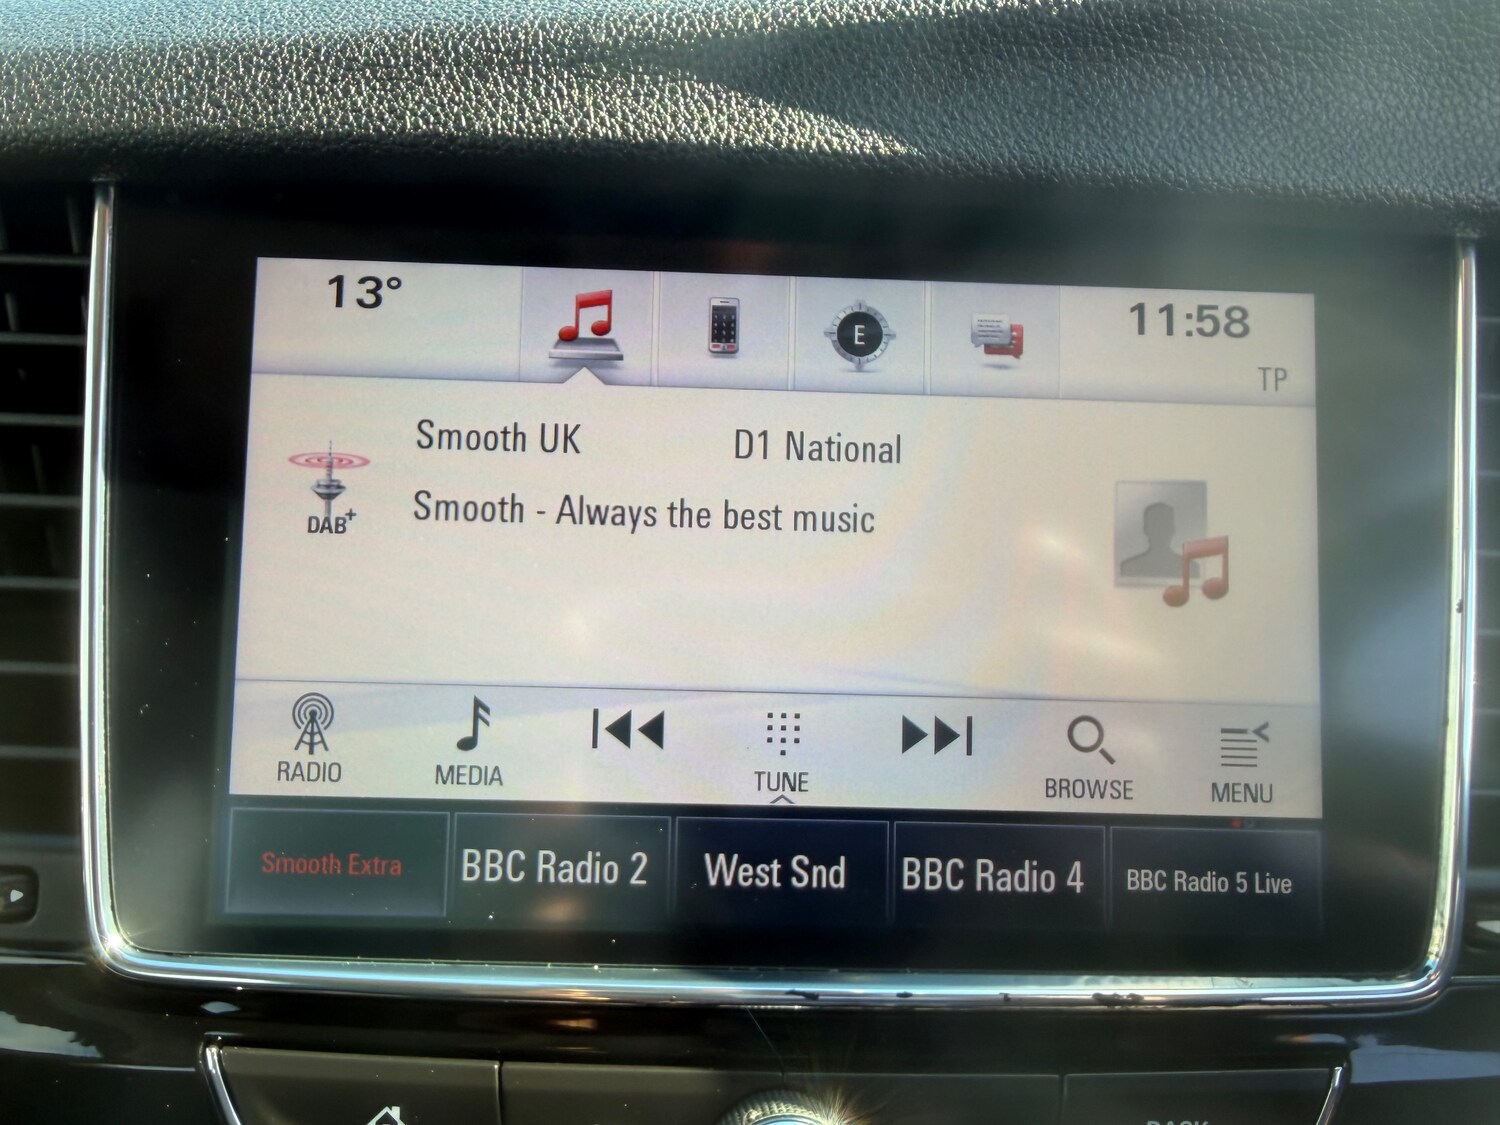 13°
E
11:58
TP
Smooth UK D1 National
DAB+
Smooth - Always the best music
RADIO
MEDIA
TUNE
BROWSE
MENU
Smooth Extra
BBC Radio 2
West Snd
BBC Radio 4
BBC Radio 5 Live
BACK